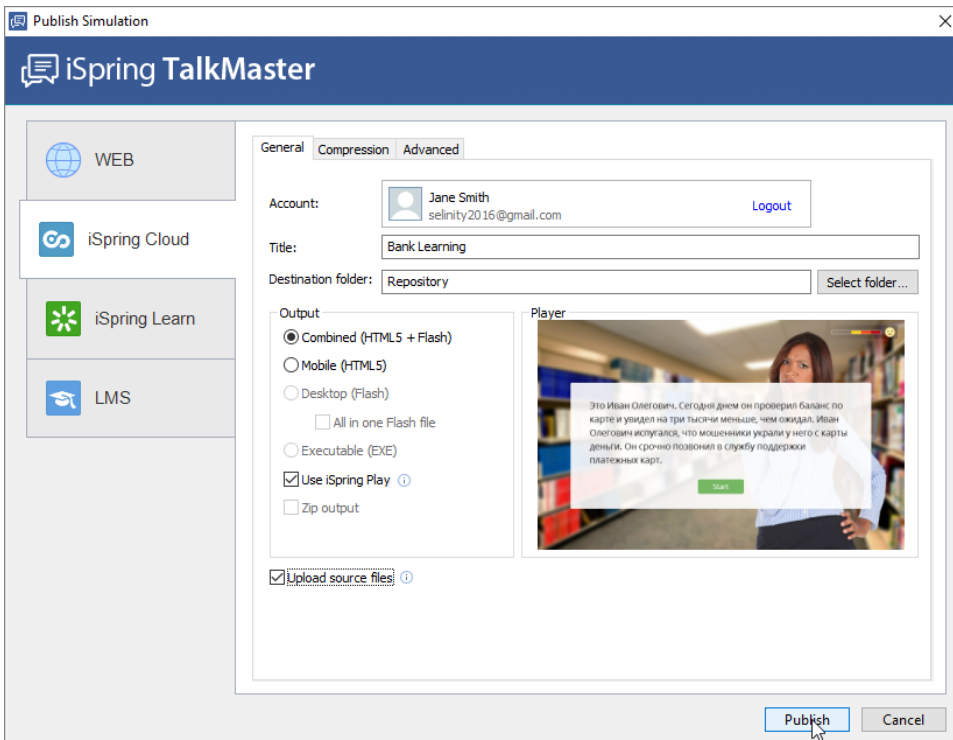 Publish Simulation
iSpring TalkMaster
WEB
iSpring Cloud
iSpring Learn
LMS
General Compression Advanced
Account:
Jane Smith
selinity2016@gmail.com
Logout
Title:
Bank Learning
Destination folder:
Repository
Select folder...
Output
Combined (HTML5 + Flash)
Mobile (HTML5)
Desktop (Flash)
All in one Flash file
Executable (EXE)
Use iSpring Play
Zip output
Player
Это Иван Олегович. Сегодня днем он проверил баланс по
карте и увидел на три тысячи меньше, чем ожидал. Иван
Олегович испугался, что мошенники украли у него с карты
деньги. Он срочно позвонил в службу поддержки
платежных карт.
Start
Upload source files
Publish
Cancel